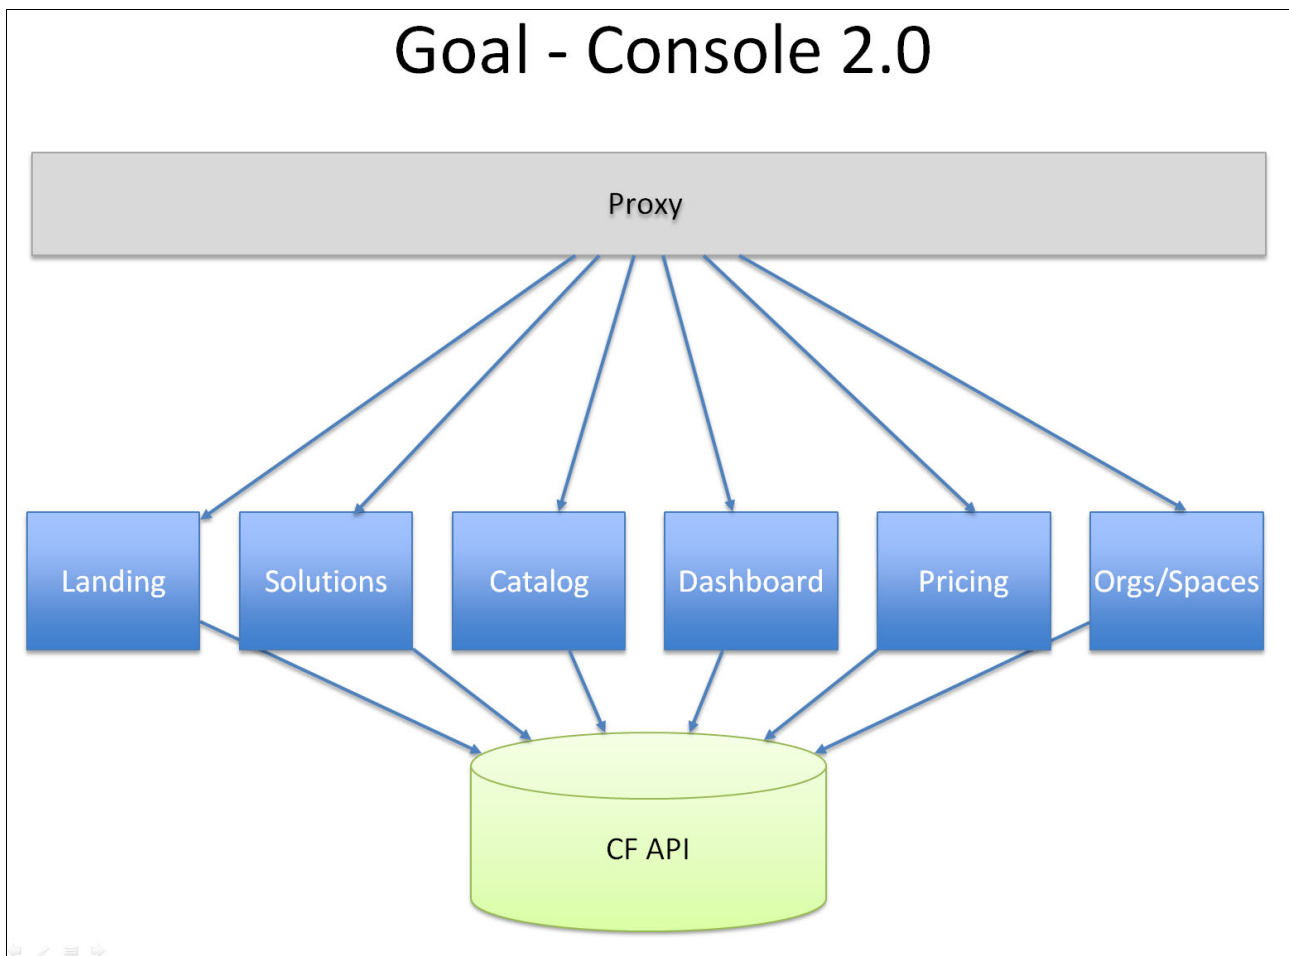 Goal - Console 2.0
Proxy
Landing
Solutions
Catalog
Dashboard
Pricing
Orgs/Spaces
CF API